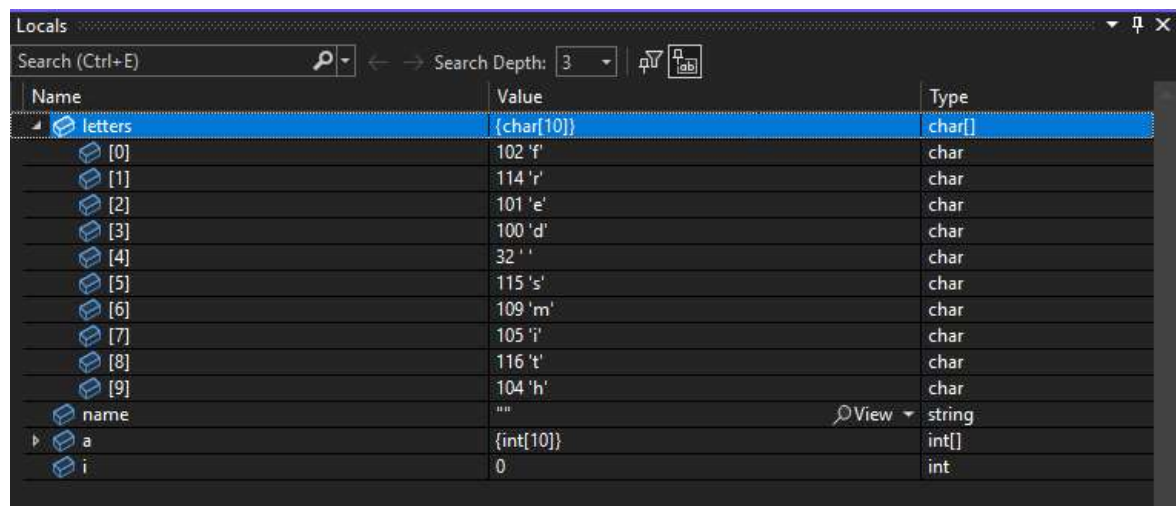 Locals
Search (Ctrl+E) Search Depth: 3 ab
Name Value Type
letters {char[10]} char[]
[0] 102 'f' char
[1] 114 'r' char
[2] 101 'e' char
[3] 100 'd' char
[4] 32 ' ' char
[5] 115 's' char
[6] 109 'm' char
[7] 105 'i' char
[8] 116 't' char
[9] 104 'h' char
name "" View string
a {int[10]} int[]
i 0 int